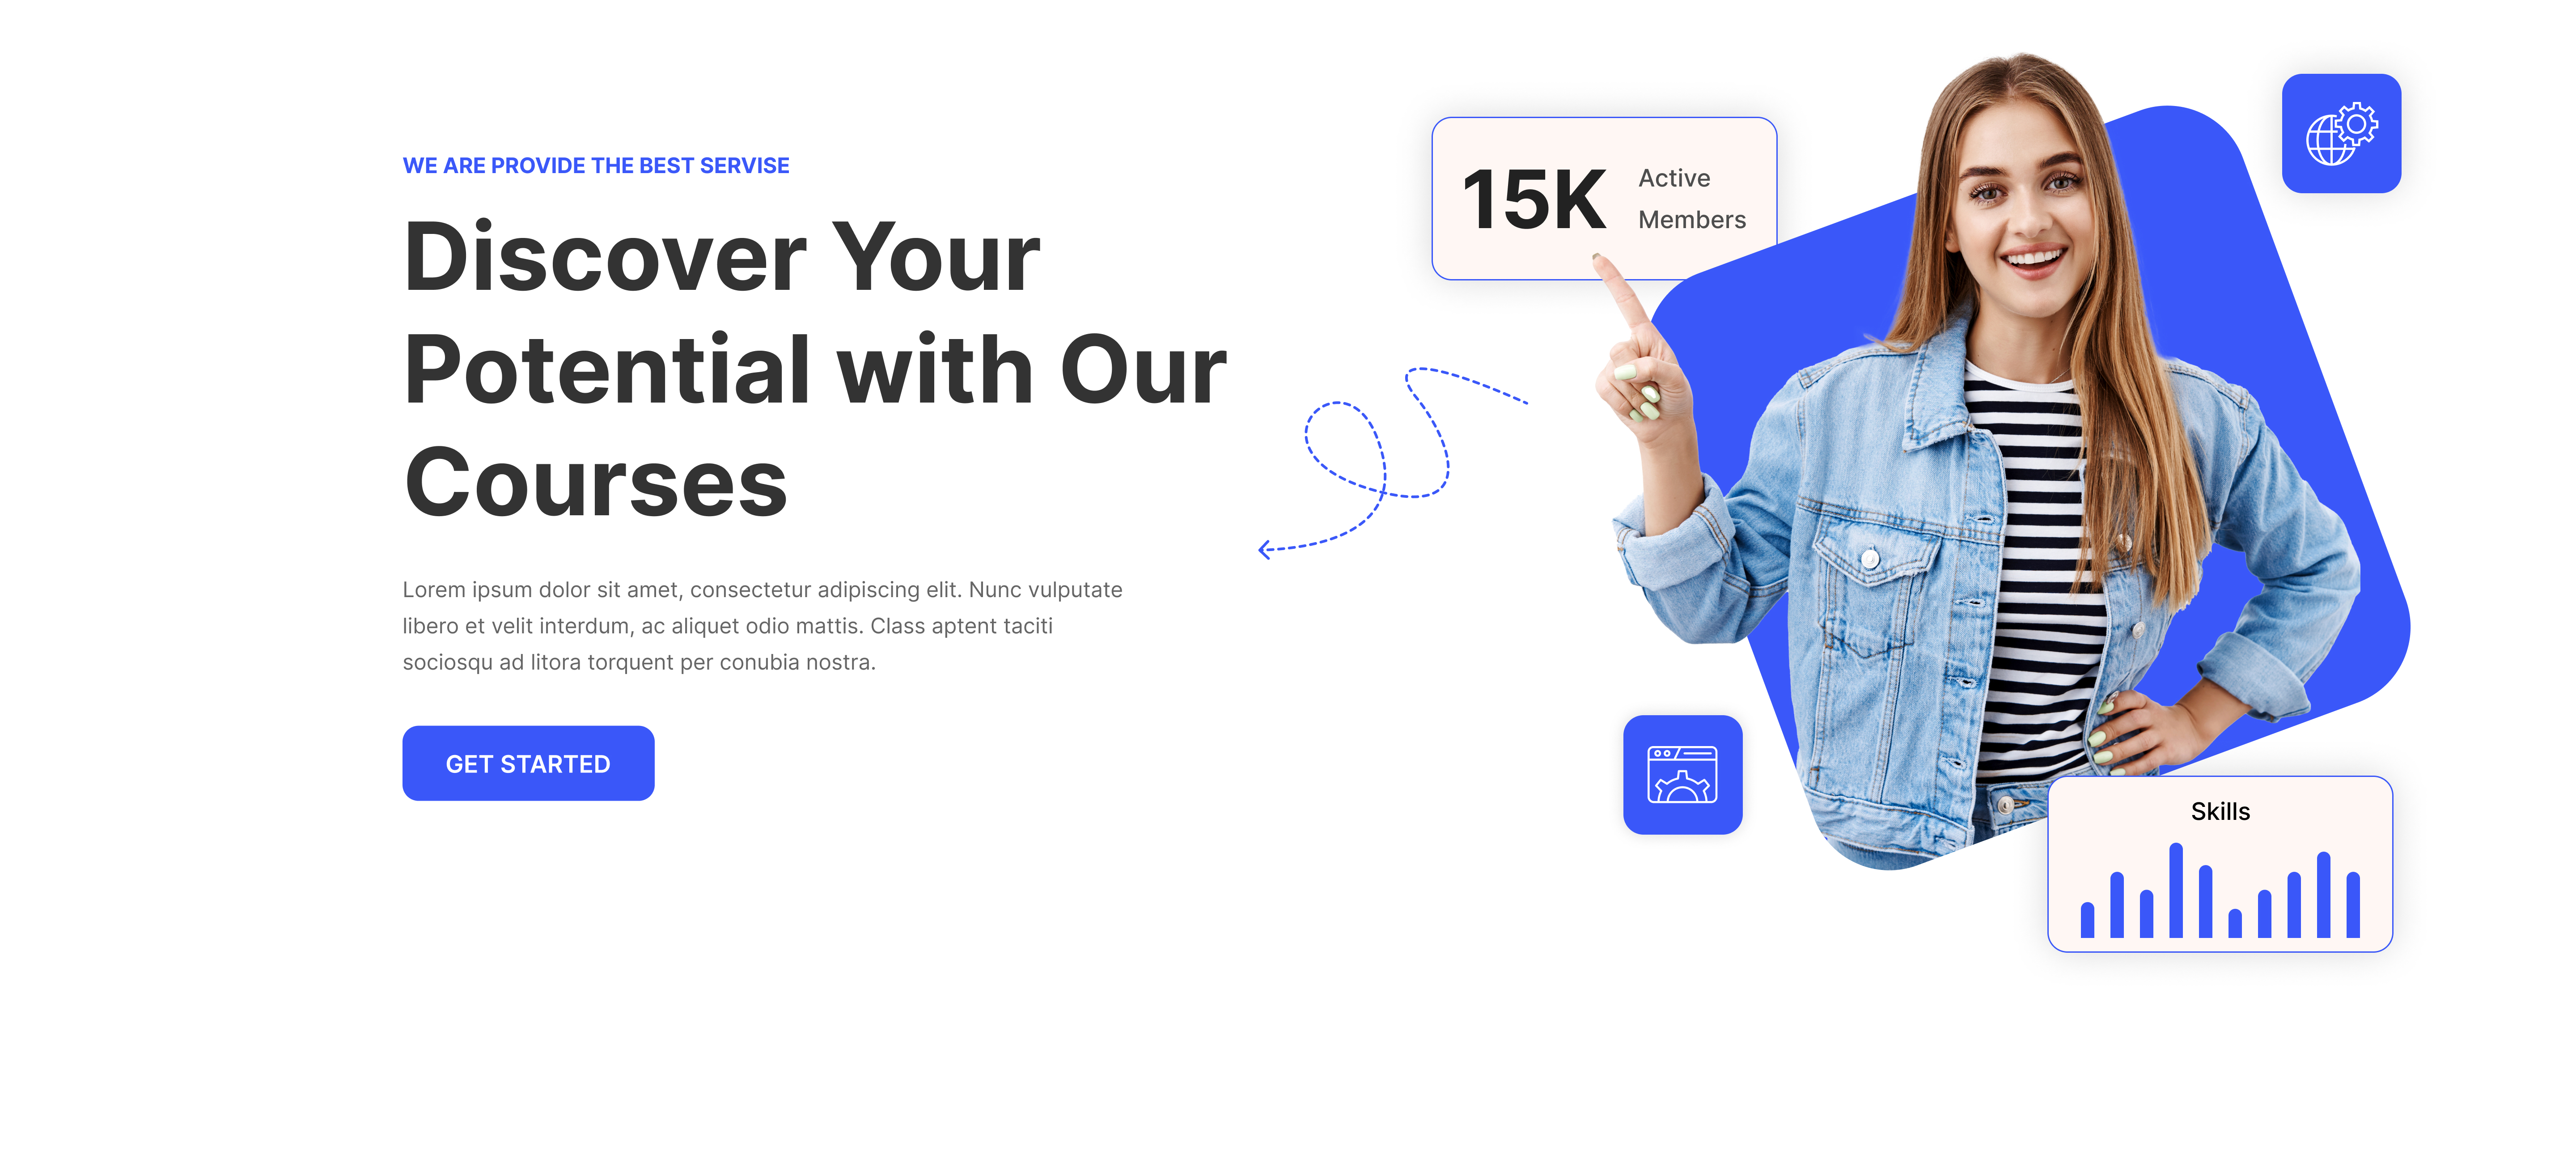 WE ARE PROVIDE THE BEST SERVISE
Discover Your
Potential with Our
Courses
Lorem ipsum dolor sit amet, consectetur adipiscing elit. Nunc vulputate
libero et velit interdum, ac aliquet odio mattis. Class aptent taciti
sociosqu ad litora torquent per conubia nostra.
GET STARTED
15K
Active
Members
Skills